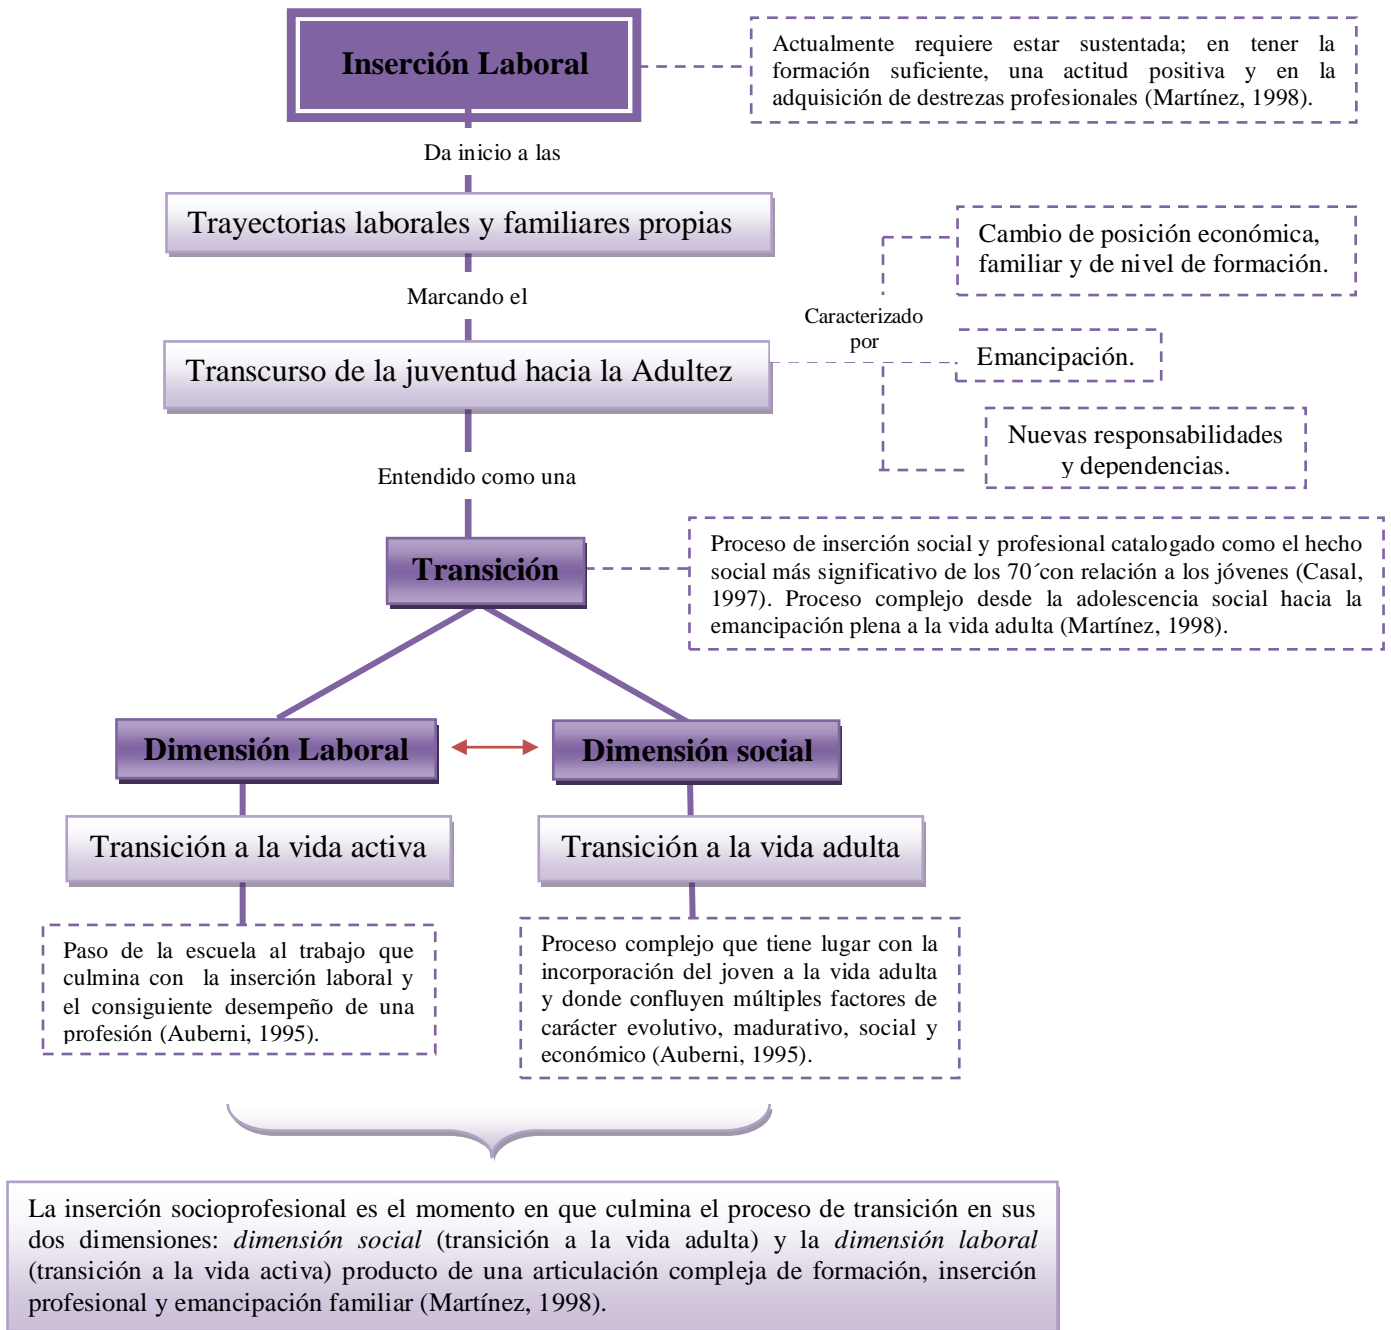 Inserción Laboral
Actualmente requiere estar sustentada; en tener la
formación suficiente, una actitud positiva y en la
adquisición de destrezas profesionales (Martínez, 1998).
Da inicio a las
Trayectorias laborales y familiares propias
Cambio de posición económica,
familiar y de nivel de formación.
Marcando el
Caracterizado
por
Transcurso de la juventud hacia la Adultez
Emancipación.
Nuevas responsabilidades
y dependencias.
Entendido como una
Transición
Proceso de inserción social y profesional catalogado como el hecho
social más significativo de los 70´con relación a los jóvenes (Casal,
1997). Proceso complejo desde la adolescencia social hacia la
emancipación plena a la vida adulta (Martínez, 1998).
Dimensión Laboral
Dimensión social
Transición a la vida activa
Transición a la vida adulta
Paso de la escuela al trabajo que
culmina con la inserción laboral y
el consiguiente desempeño de una
profesión (Auberni, 1995).
Proceso complejo que tiene lugar con la
incorporación del joven a la vida adulta
y donde confluyen múltiples factores de
carácter evolutivo, madurativo, social y
económico (Auberni, 1995).
La inserción socioprofesional es el momento en que culmina el proceso de transición en sus
dos dimensiones: dimensión social (transición a la vida adulta) y la dimensión laboral
(transición a la vida activa) producto de una articulación compleja de formación, inserción
profesional y emancipación familiar (Martínez, 1998).